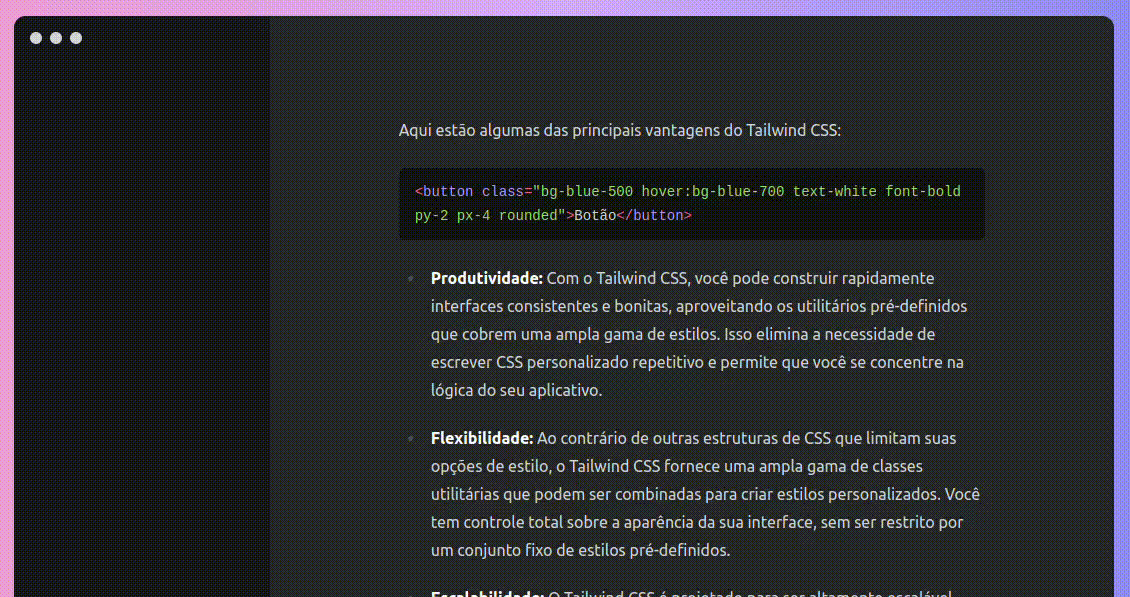 Aqui estão algumas das principais vantagens do Tailwind CSS:
<button class="bg-blue-500 hover:bg-blue-700 text-white font-bold
py-2 px-4 rounded">Botão</button>
Produtividade: Com o Tailwind CSS, você pode construir rapidamente
interfaces consistentes e bonitas, aproveitando os utilitários pré-definidos
que cobrem uma ampla gama de estilos. Isso elimina a necessidade de
escrever CSS personalizado repetitivo e permite que você se concentre na
lógica do seu aplicativo.
Flexibilidade: Ao contrário de outras estruturas de CSS que limitam suas
opções de estilo, o Tailwind CSS fornece uma ampla gama de classes
utilitárias que podem ser combinadas para criar estilos personalizados. Você
tem controle total sobre a aparência da sua interface, sem ser restrito por
um conjunto fixo de estilos pré-definidos.
Escalabilidade: O Tailwind CSS é projetado para ser altamente escalável